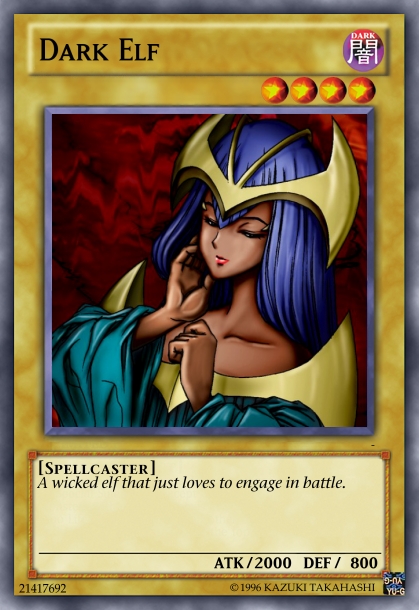 DARK ELF
DARK
闇
[SPELLCASTER]
A wicked elf that just loves to engage in battle.
ATK/2000 DEF/ 800
21417692
©1996 KAZUKI TAKAHASHI